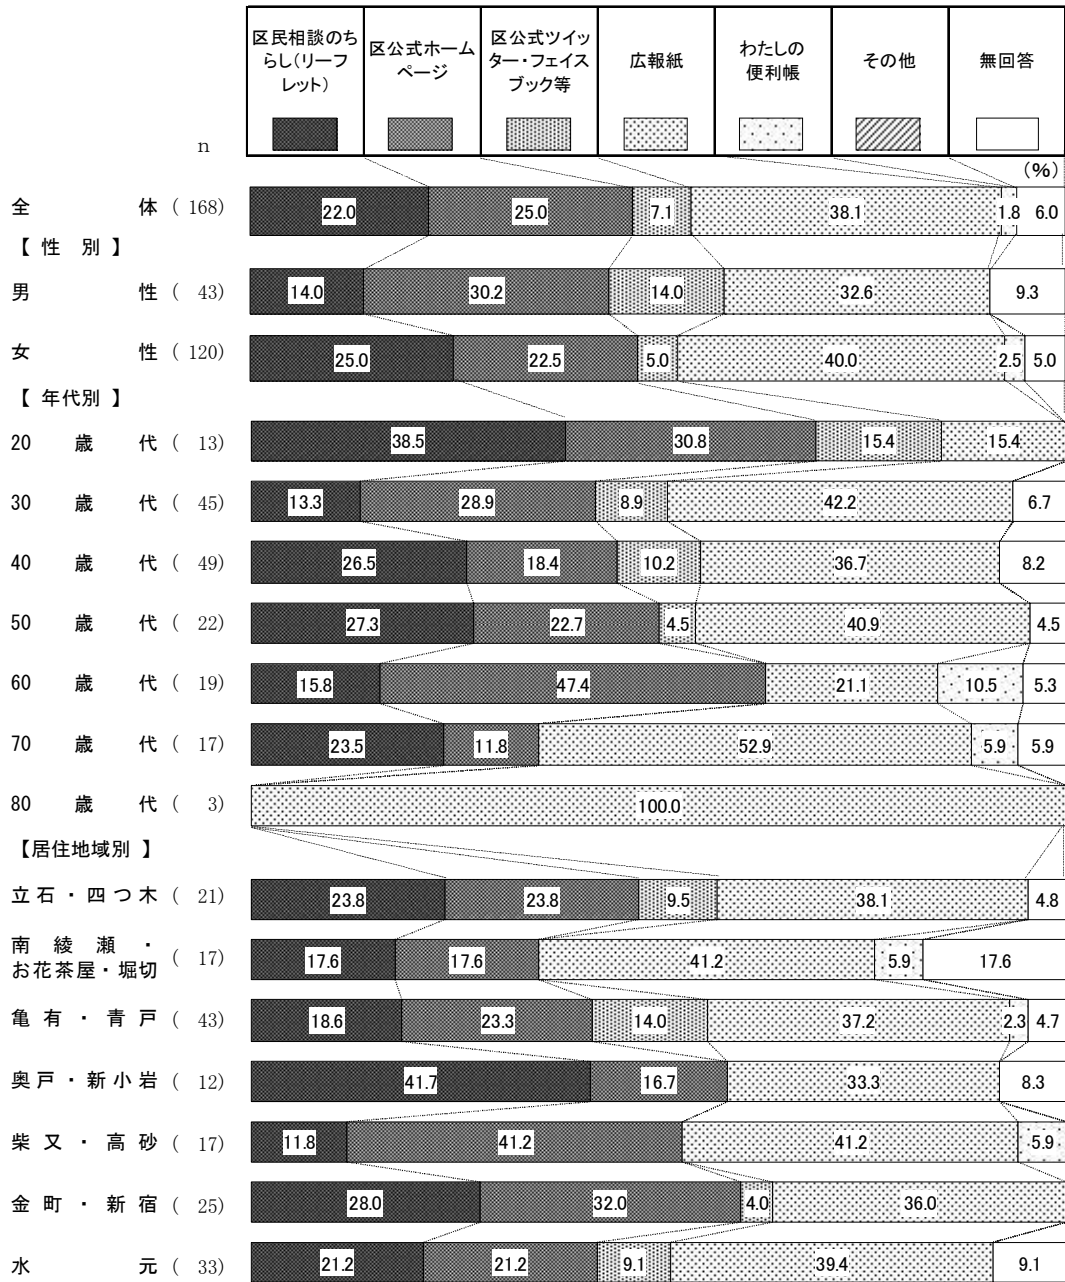 区民相談のちらし(リーフレット)
区公式ホームページ
区公式ツイッター・フェイスブック等
広報紙
わたしの便利帳
その他
無回答
n
(%)
全体 ( 168) 22.0 25.0 7.1 38.1 1.8 6.0
【 性 別 】
男性 ( 43) 14.0 30.2 14.0 32.6 9.3
女性 ( 120) 25.0 22.5 5.0 40.0 2.5 5.0
【 年代別 】
20 歳代 ( 13) 38.5 30.8 15.4 15.4
30 歳代 ( 45) 13.3 28.9 8.9 42.2 6.7
40 歳代 ( 49) 26.5 18.4 10.2 36.7 8.2
50 歳代 ( 22) 27.3 22.7 4.5 40.9 4.5
60 歳代 ( 19) 15.8 47.4 21.1 10.5 5.3
70 歳代 ( 17) 23.5 11.8 52.9 5.9 5.9
80 歳代 ( 3) 100.0
【居住地域別 】
立石・四つ木 ( 21) 23.8 23.8 9.5 38.1 4.8
南綾瀬・
お花茶屋・堀切 ( 17) 17.6 17.6 41.2 5.9 17.6
亀有・青戸 ( 43) 18.6 23.3 14.0 37.2 2.3 4.7
奥戸・新小岩 ( 12) 41.7 16.7 33.3 8.3
柴又・高砂 ( 17) 11.8 41.2 41.2 5.9
金町・新宿 ( 25) 28.0 32.0 4.0 36.0
水元 ( 33) 21.2 21.2 9.1 39.4 9.1